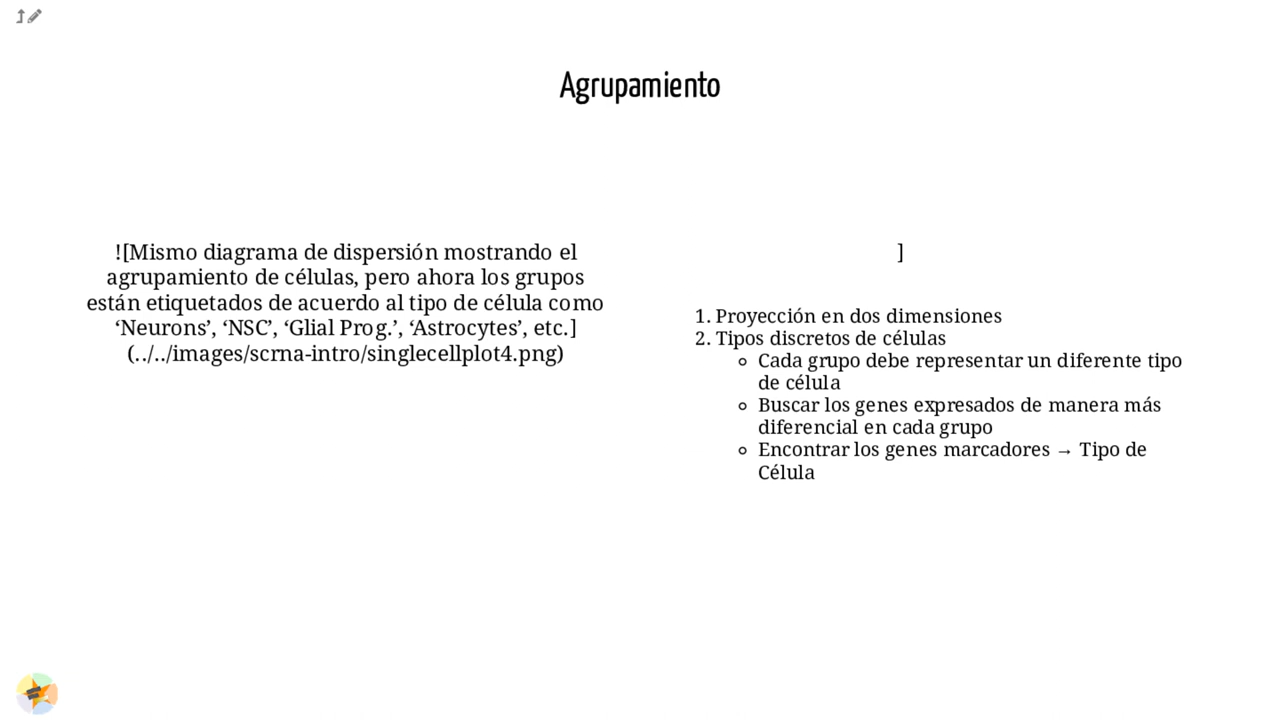 Agrupamiento
![Mismo diagrama de dispersión mostrando el
agrupamiento de células, pero ahora los grupos
están etiquetados de acuerdo al tipo de célula como
‘Neurons’, ‘NSC’, ‘Glial Prog.’, ‘Astrocytes’, etc.]
(../../images/scrna-intro/singlecellplot4.png)
]
1. Proyección en dos dimensiones
2. Tipos discretos de células
Cada grupo debe representar un diferente tipo
de célula
Buscar los genes expresados de manera más
diferencial en cada grupo
Encontrar los genes marcadores → Tipo de
Célula